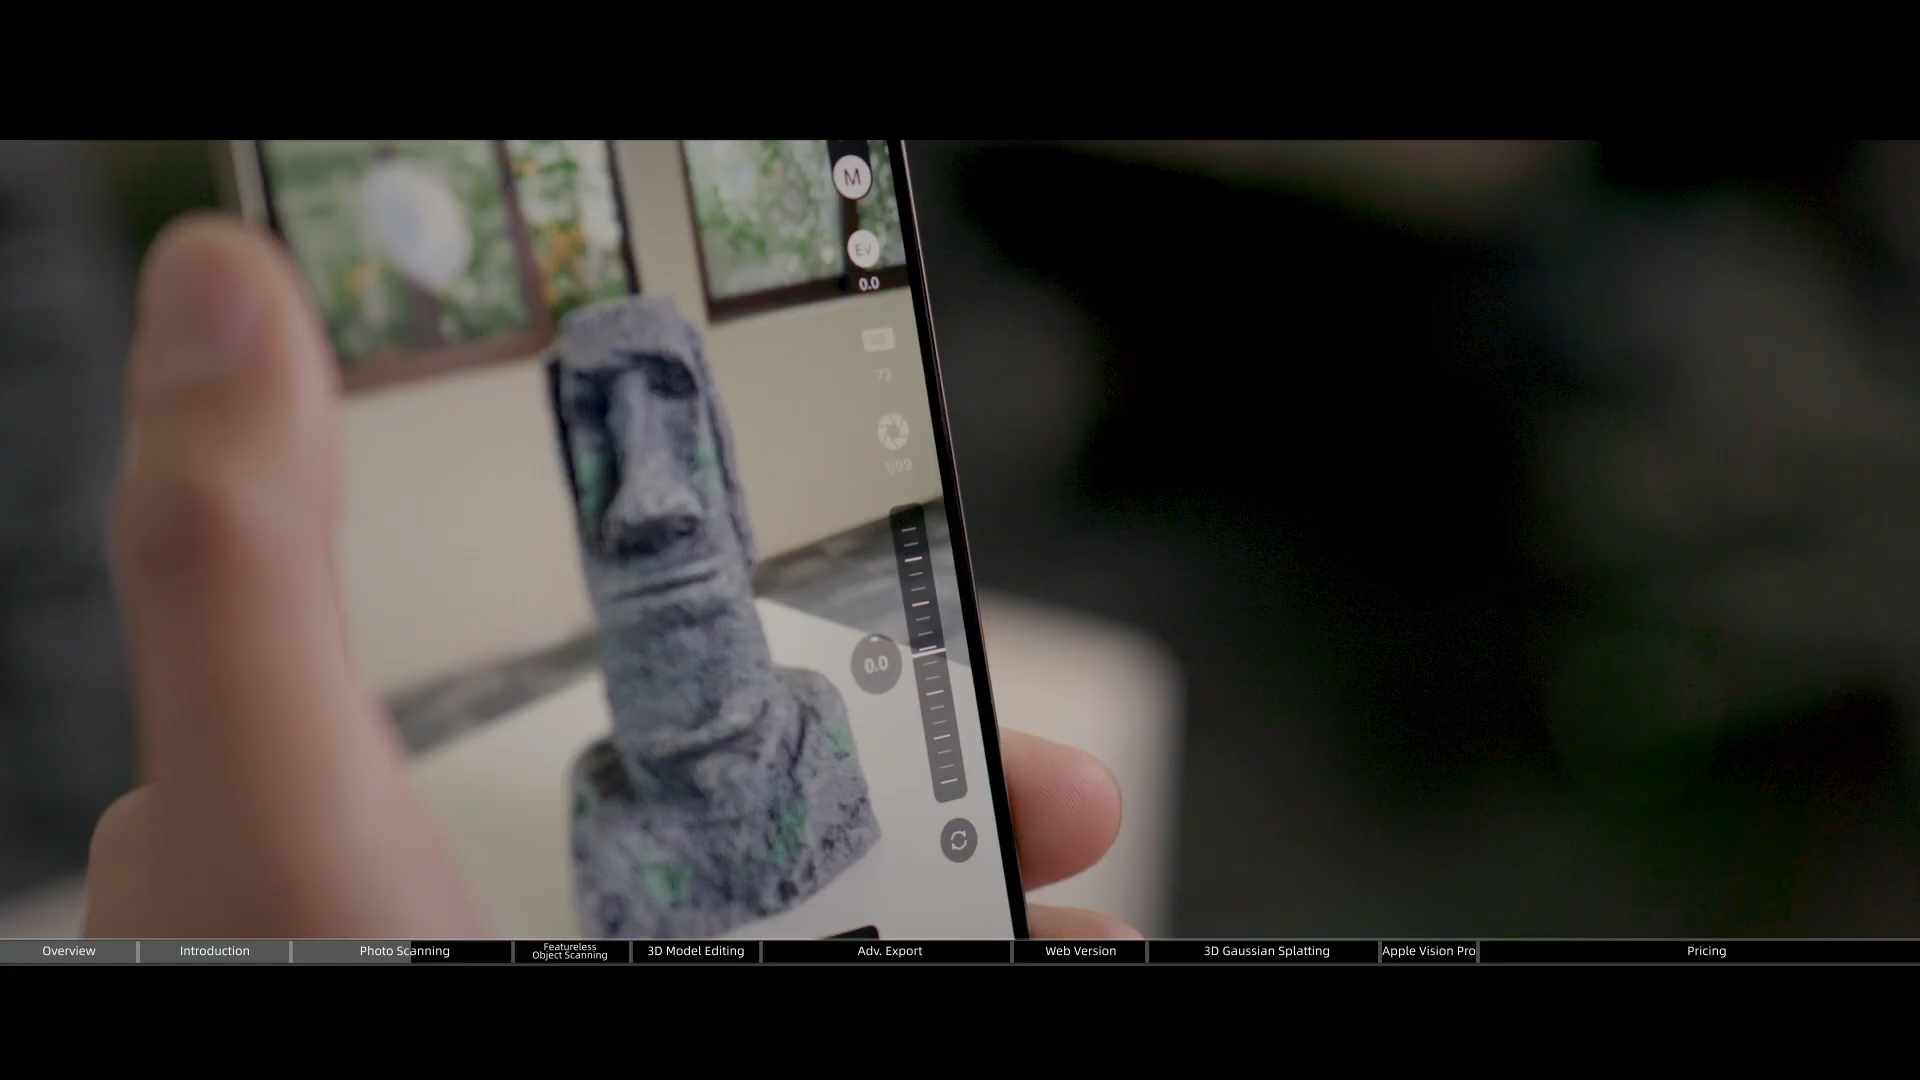 M
EV
0.0
1/99
0.0
Overview
Introduction
Photo Scanning
Featureless
Object Scanning
3D Model Editing
Adv. Export
Web Version
3D Gaussian Splatting
Apple Vision Pro
Pricing